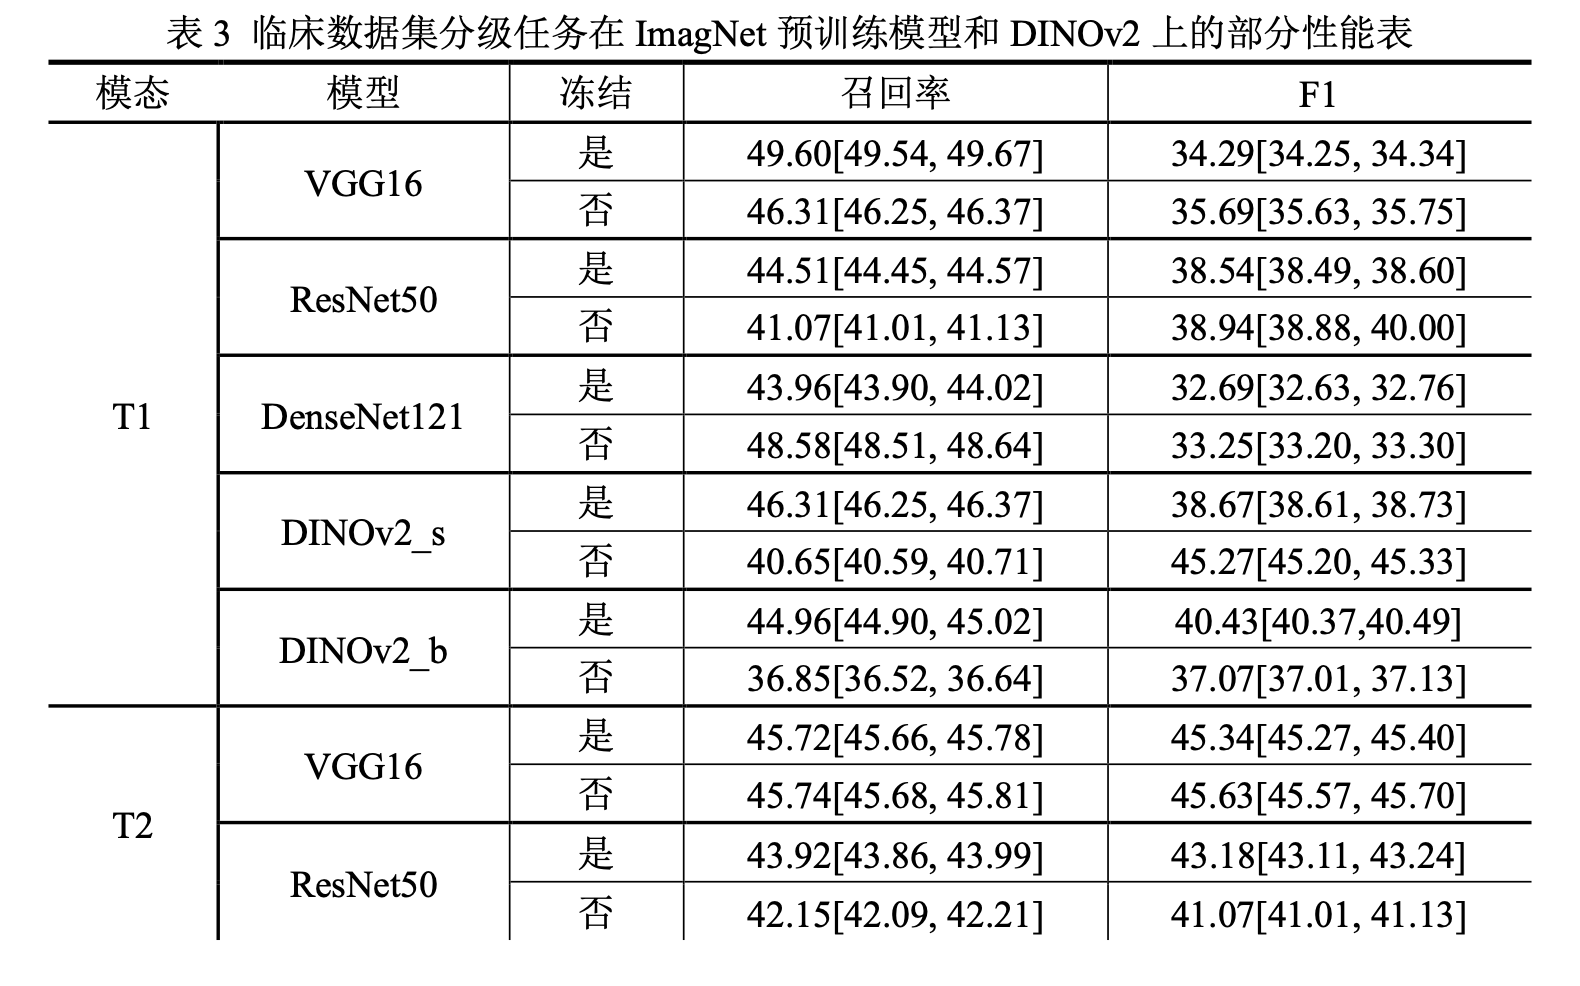 表 3 临床数据集分级任务在 ImagNet 预训练模型和 DINOv2 上的部分性能表
模态 模型 冻结 召回率 F1
T1 VGG16 是 49.60[49.54, 49.67] 34.29[34.25, 34.34]
否 46.31[46.25, 46.37] 35.69[35.63, 35.75]
ResNet50 是 44.51[44.45, 44.57] 38.54[38.49, 38.60]
否 41.07[41.01, 41.13] 38.94[38.88, 40.00]
DenseNet121 是 43.96[43.90, 44.02] 32.69[32.63, 32.76]
否 48.58[48.51, 48.64] 33.25[33.20, 33.30]
DINOv2_s 是 46.31[46.25, 46.37] 38.67[38.61, 38.73]
否 40.65[40.59, 40.71] 45.27[45.20, 45.33]
DINOv2_b 是 44.96[44.90, 45.02] 40.43[40.37,40.49]
否 36.85[36.52, 36.64] 37.07[37.01, 37.13]
T2 VGG16 是 45.72[45.66, 45.78] 45.34[45.27, 45.40]
否 45.74[45.68, 45.81] 45.63[45.57, 45.70]
ResNet50 是 43.92[43.86, 43.99] 43.18[43.11, 43.24]
否 42.15[42.09, 42.21] 41.07[41.01, 41.13]